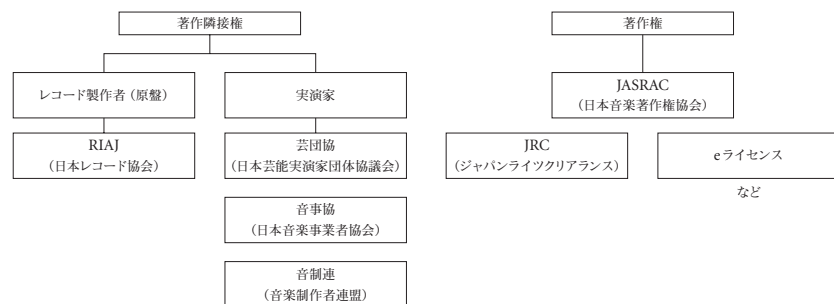 著作隣接権
レコード製作者（原盤）
RIAJ
（日本レコード協会）
実演家
芸団協
（日本芸能実演家団体協議会）
音事協
（日本音楽事業者協会）
音制連
（音楽制作者連盟）
著作権
JASRAC
（日本音楽著作権協会）
JRC
（ジャパンライツクリアランス）
eライセンス
など